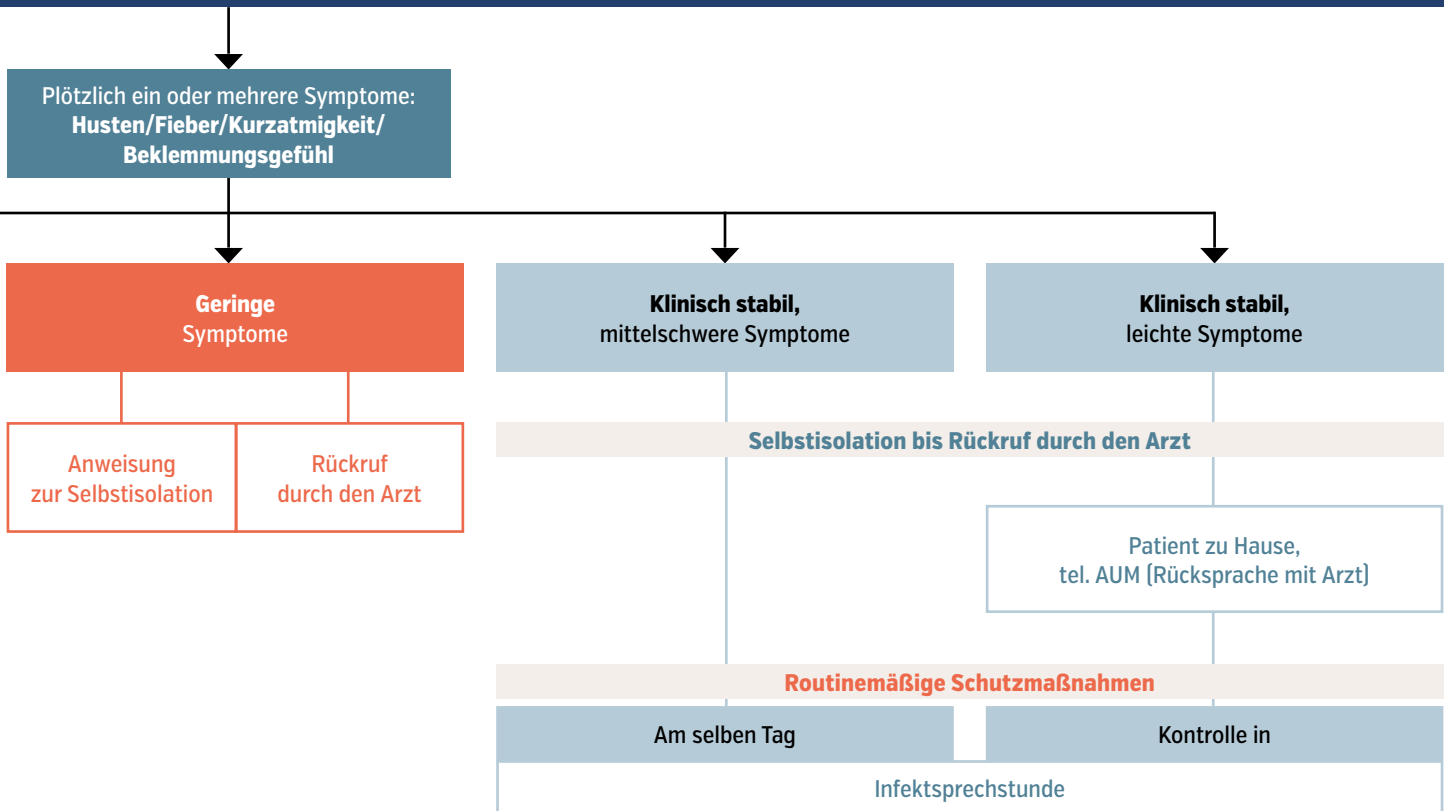 Plötzlich ein oder mehrere Symptome:
Husten/Fieber/Kurzatmigkeit/
Beklemmungsgefühl
Geringe
Symptome
Anweisung
zur Selbstisolation
Rückruf
durch den Arzt
Klinisch stabil,
mittelschwere Symptome
Klinisch stabil,
leichte Symptome
Selbstisolation bis Rückruf durch den Arzt
Patient zu Hause,
tel. AUM (Rücksprache mit Arzt)
Routinemäßige Schutzmaßnahmen
Am selben Tag
Kontrolle in
Infektsprechstunde